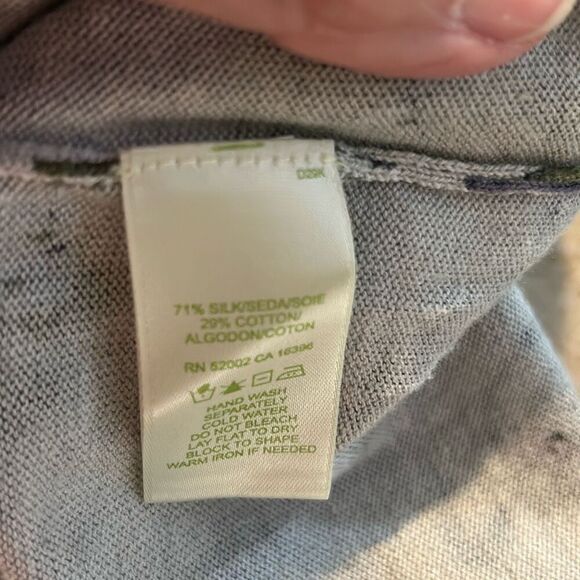 D29K
71% SILK/SEDA/SOIE
29% COTTON/
ALGODON/COTON
RN 52002 CA 16396
HAND WASH
SEPARATELY
COLD WATER
DO NOT BLEACH
LAY FLAT TO DRY
BLOCK TO SHAPE
WARM IRON IF NEEDED